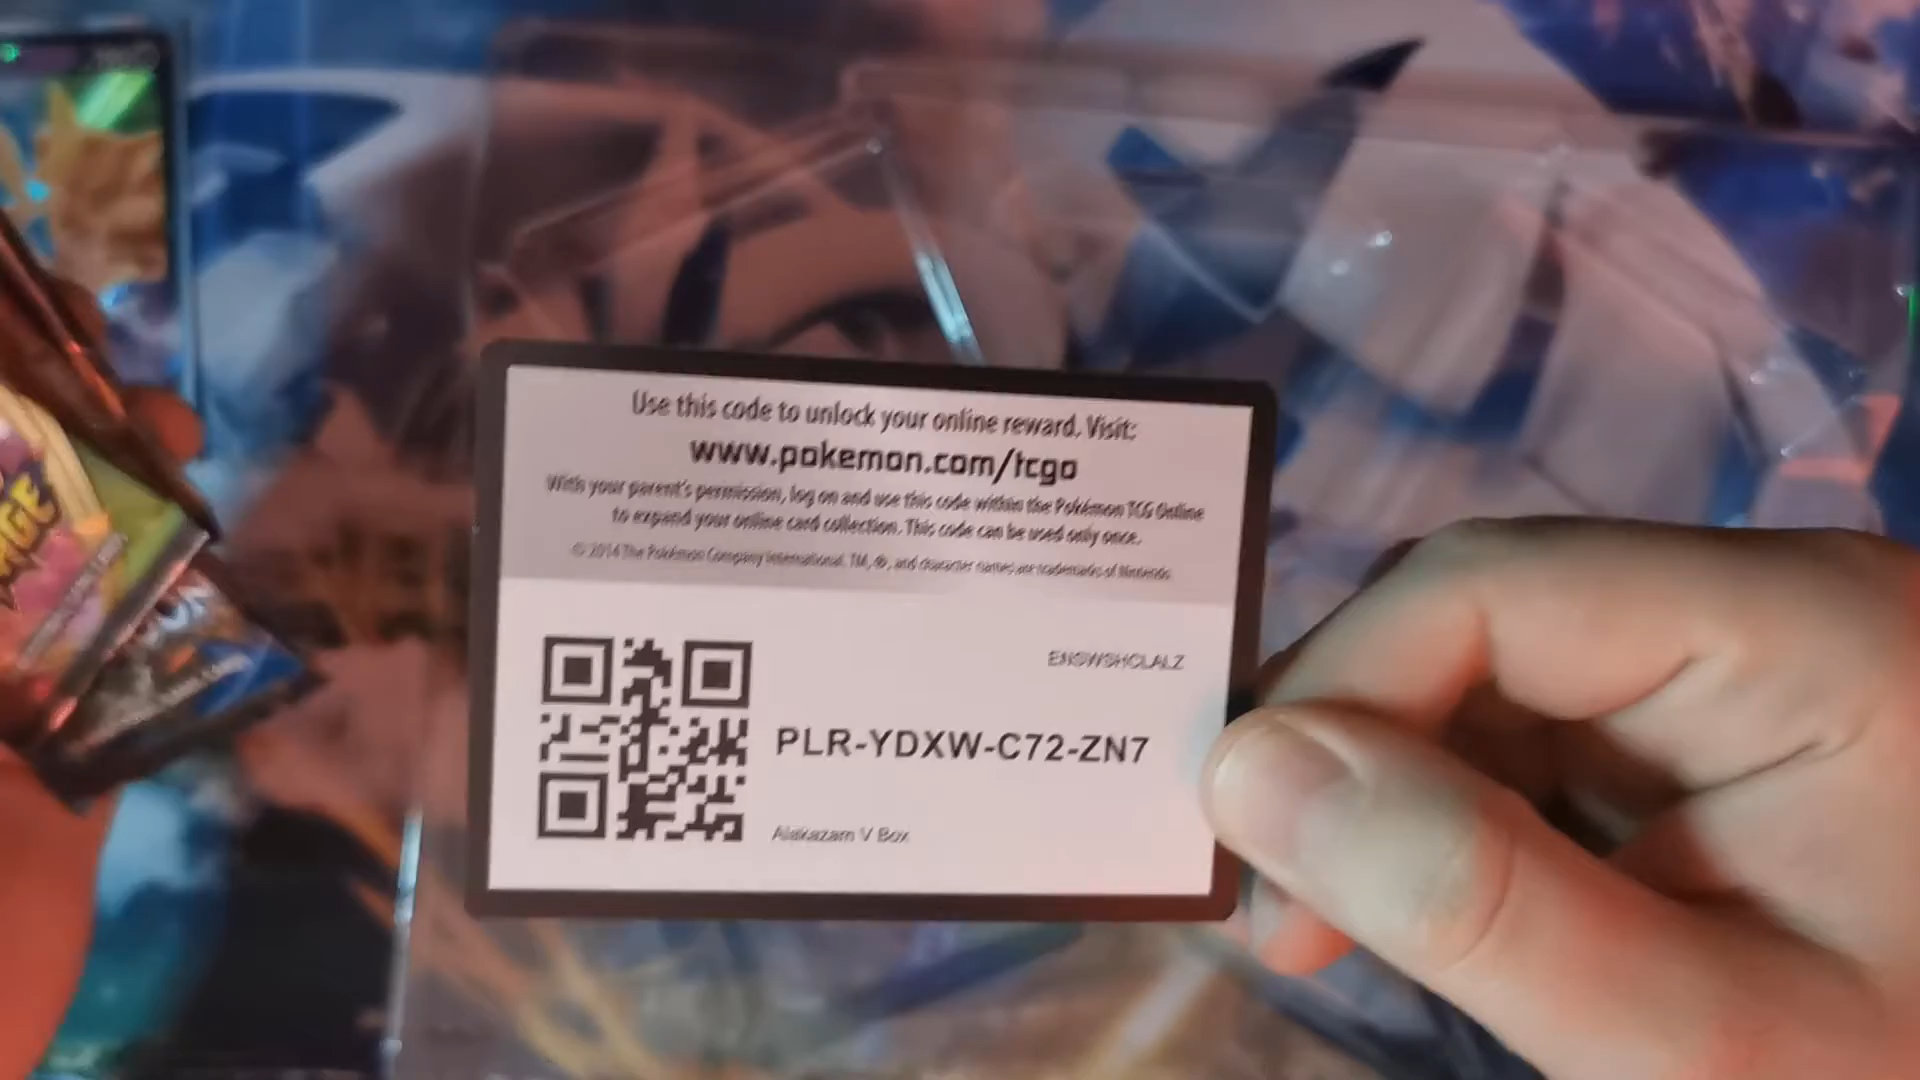 Use this code to unlock your online reward. Visit:
www.pokemon.com/tcgo
With your parent's permission, log on and use this code within the Pokémon TCG Online
to expand your online card collection. This code can be used only once.
The Pokémon Company International. TM, ®, and character names are trademarks of Nintendo.
PLR-YDXW-C72-ZN7
Alakazam V Box